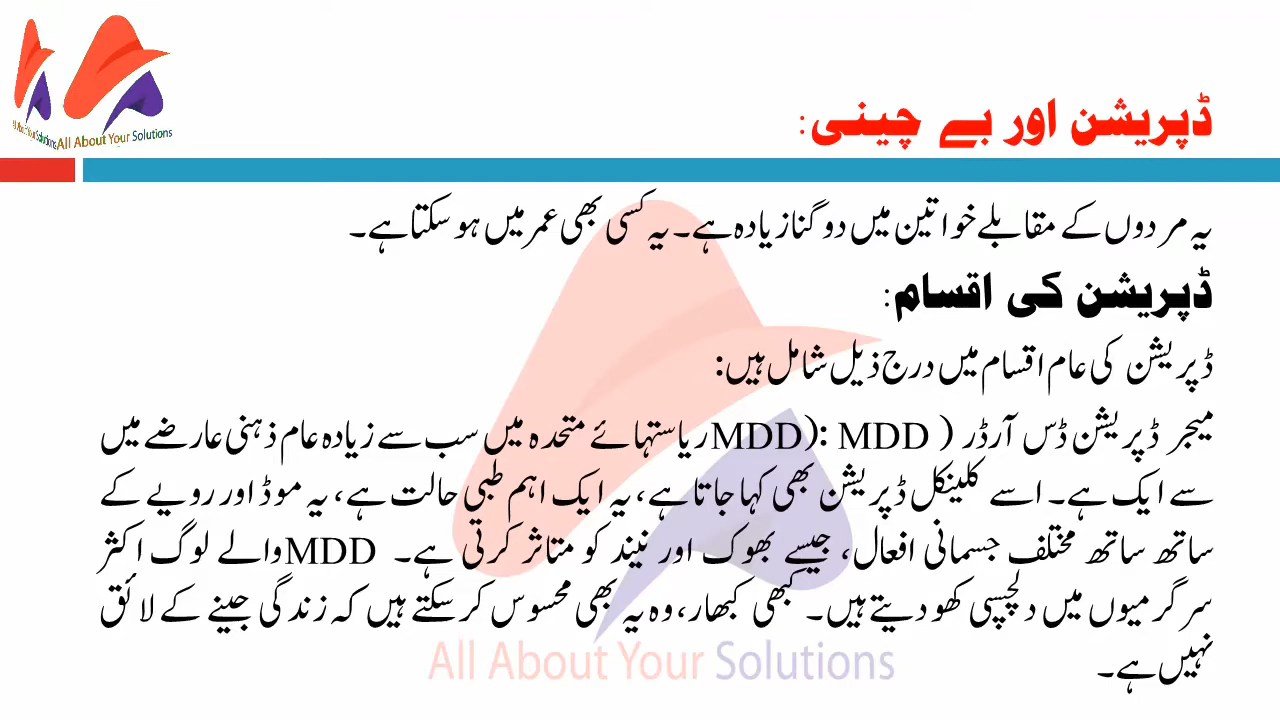 All About Your Solutions
All About Your Solutions
ڈپریشن اور بے چینی:
یہ مردوں کے مقابلے خواتین میں دو گنا زیادہ ہے۔ یہ کسی بھی عمر میں ہو سکتا ہے۔
ڈپریشن کی اقسام:
ڈپریشن کی عام اقسام میں درج ذیل شامل ہیں:
میجر ڈپریشن ڈس آرڈر ( MDD :(MDD ریاستہائے متحدہ میں سب سے زیادہ عام ذہنی عارضے میں
سے ایک ہے۔ اسے کلینکل ڈپریشن بھی کہا جاتا ہے، یہ ایک اہم طبی حالت ہے، یہ موڈ اور رویے کے
ساتھ ساتھ مختلف جسمانی افعال، جیسے بھوک اور نیند کو متاثر کرتی ہے۔ MDD والے لوگ اکثر
سرگرمیوں میں دلچسپی کھو دیتے ہیں۔ کبھی کبھار، وہ یہ بھی محسوس کر سکتے ہیں کہ زندگی جینے کے لائق
نہیں ہے۔
All About Your Solutions